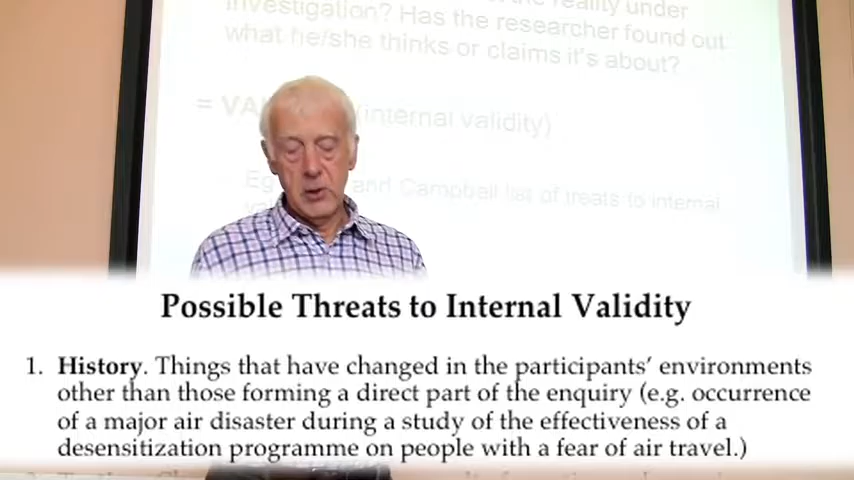 reality under
investigation? Has the researcher found out
what he/she thinks or claims it's about?
= VA (internal validity)
Eg and Campbell list of treats to internal
Possible Threats to Internal Validity
1. History. Things that have changed in the participants' environments
other than those forming a direct part of the enquiry (e.g. occurrence
of a major air disaster during a study of the effectiveness of a
desensitization programme on people with a fear of air travel.)